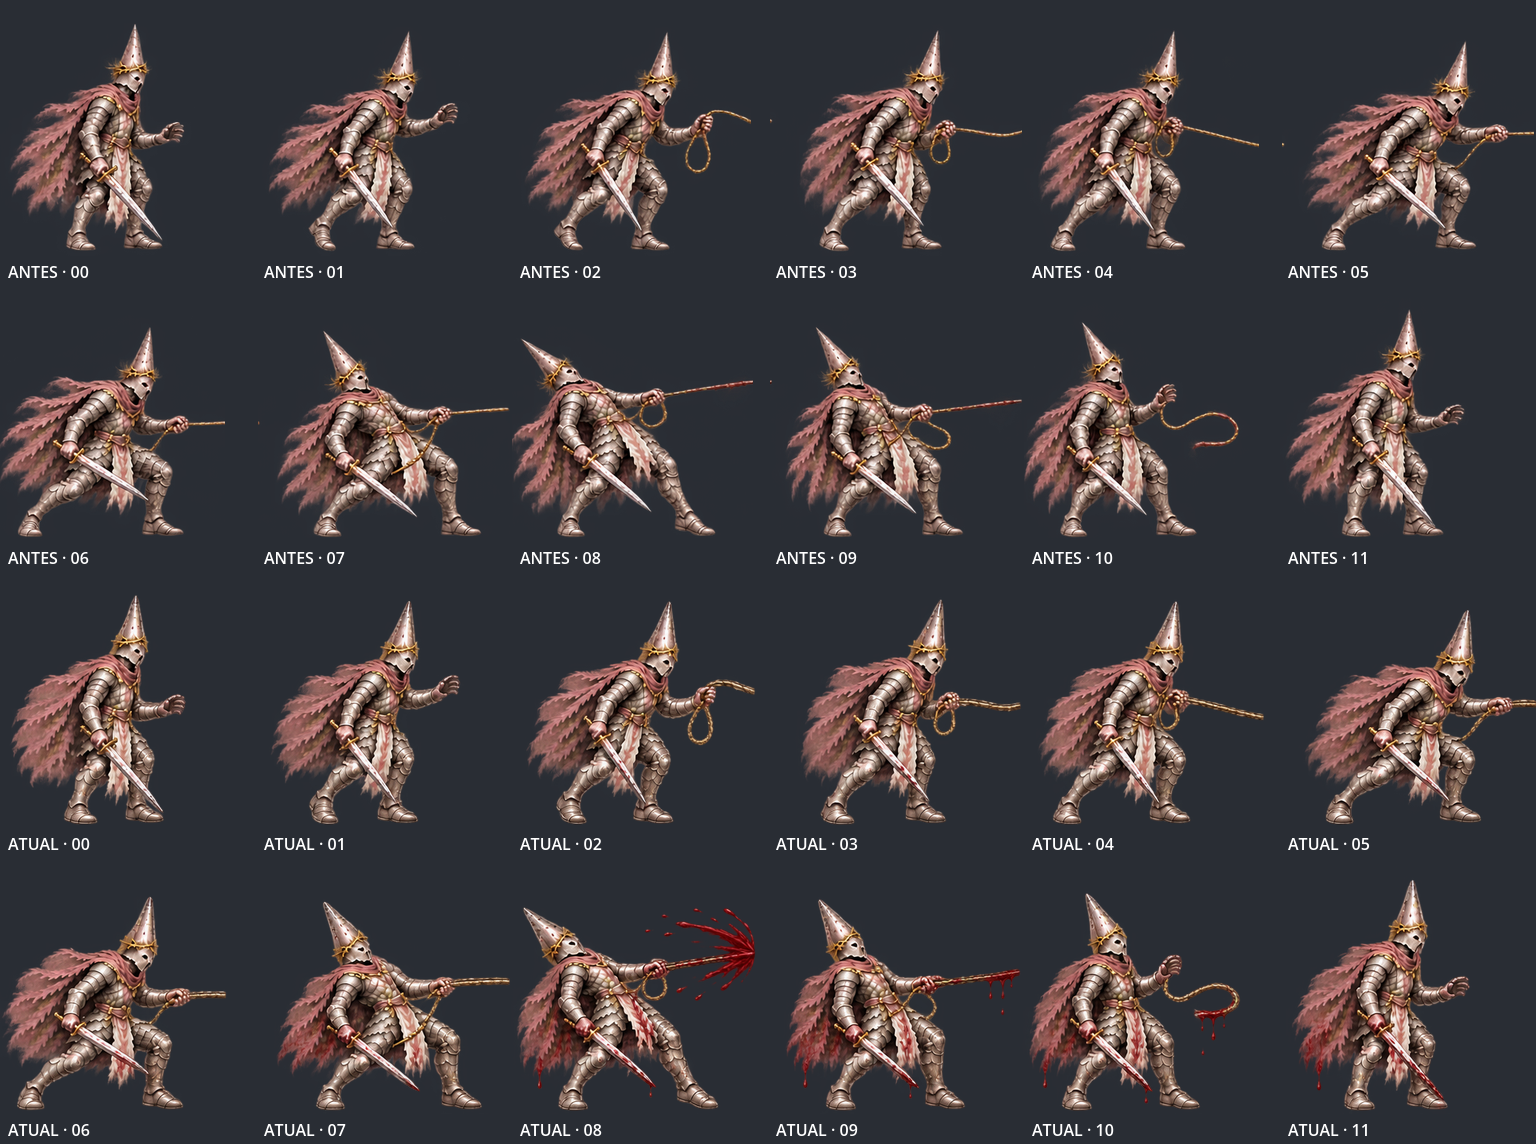 ANTES · 00 ANTES · 01 ANTES · 02 ANTES · 03 ANTES · 04 ANTES · 05
ANTES · 06 ANTES · 07 ANTES · 08 ANTES · 09 ANTES · 10 ANTES · 11
ATUAL · 00 ATUAL · 01 ATUAL · 02 ATUAL · 03 ATUAL · 04 ATUAL · 05
ATUAL · 06 ATUAL · 07 ATUAL · 08 ATUAL · 09 ATUAL · 10 ATUAL · 11